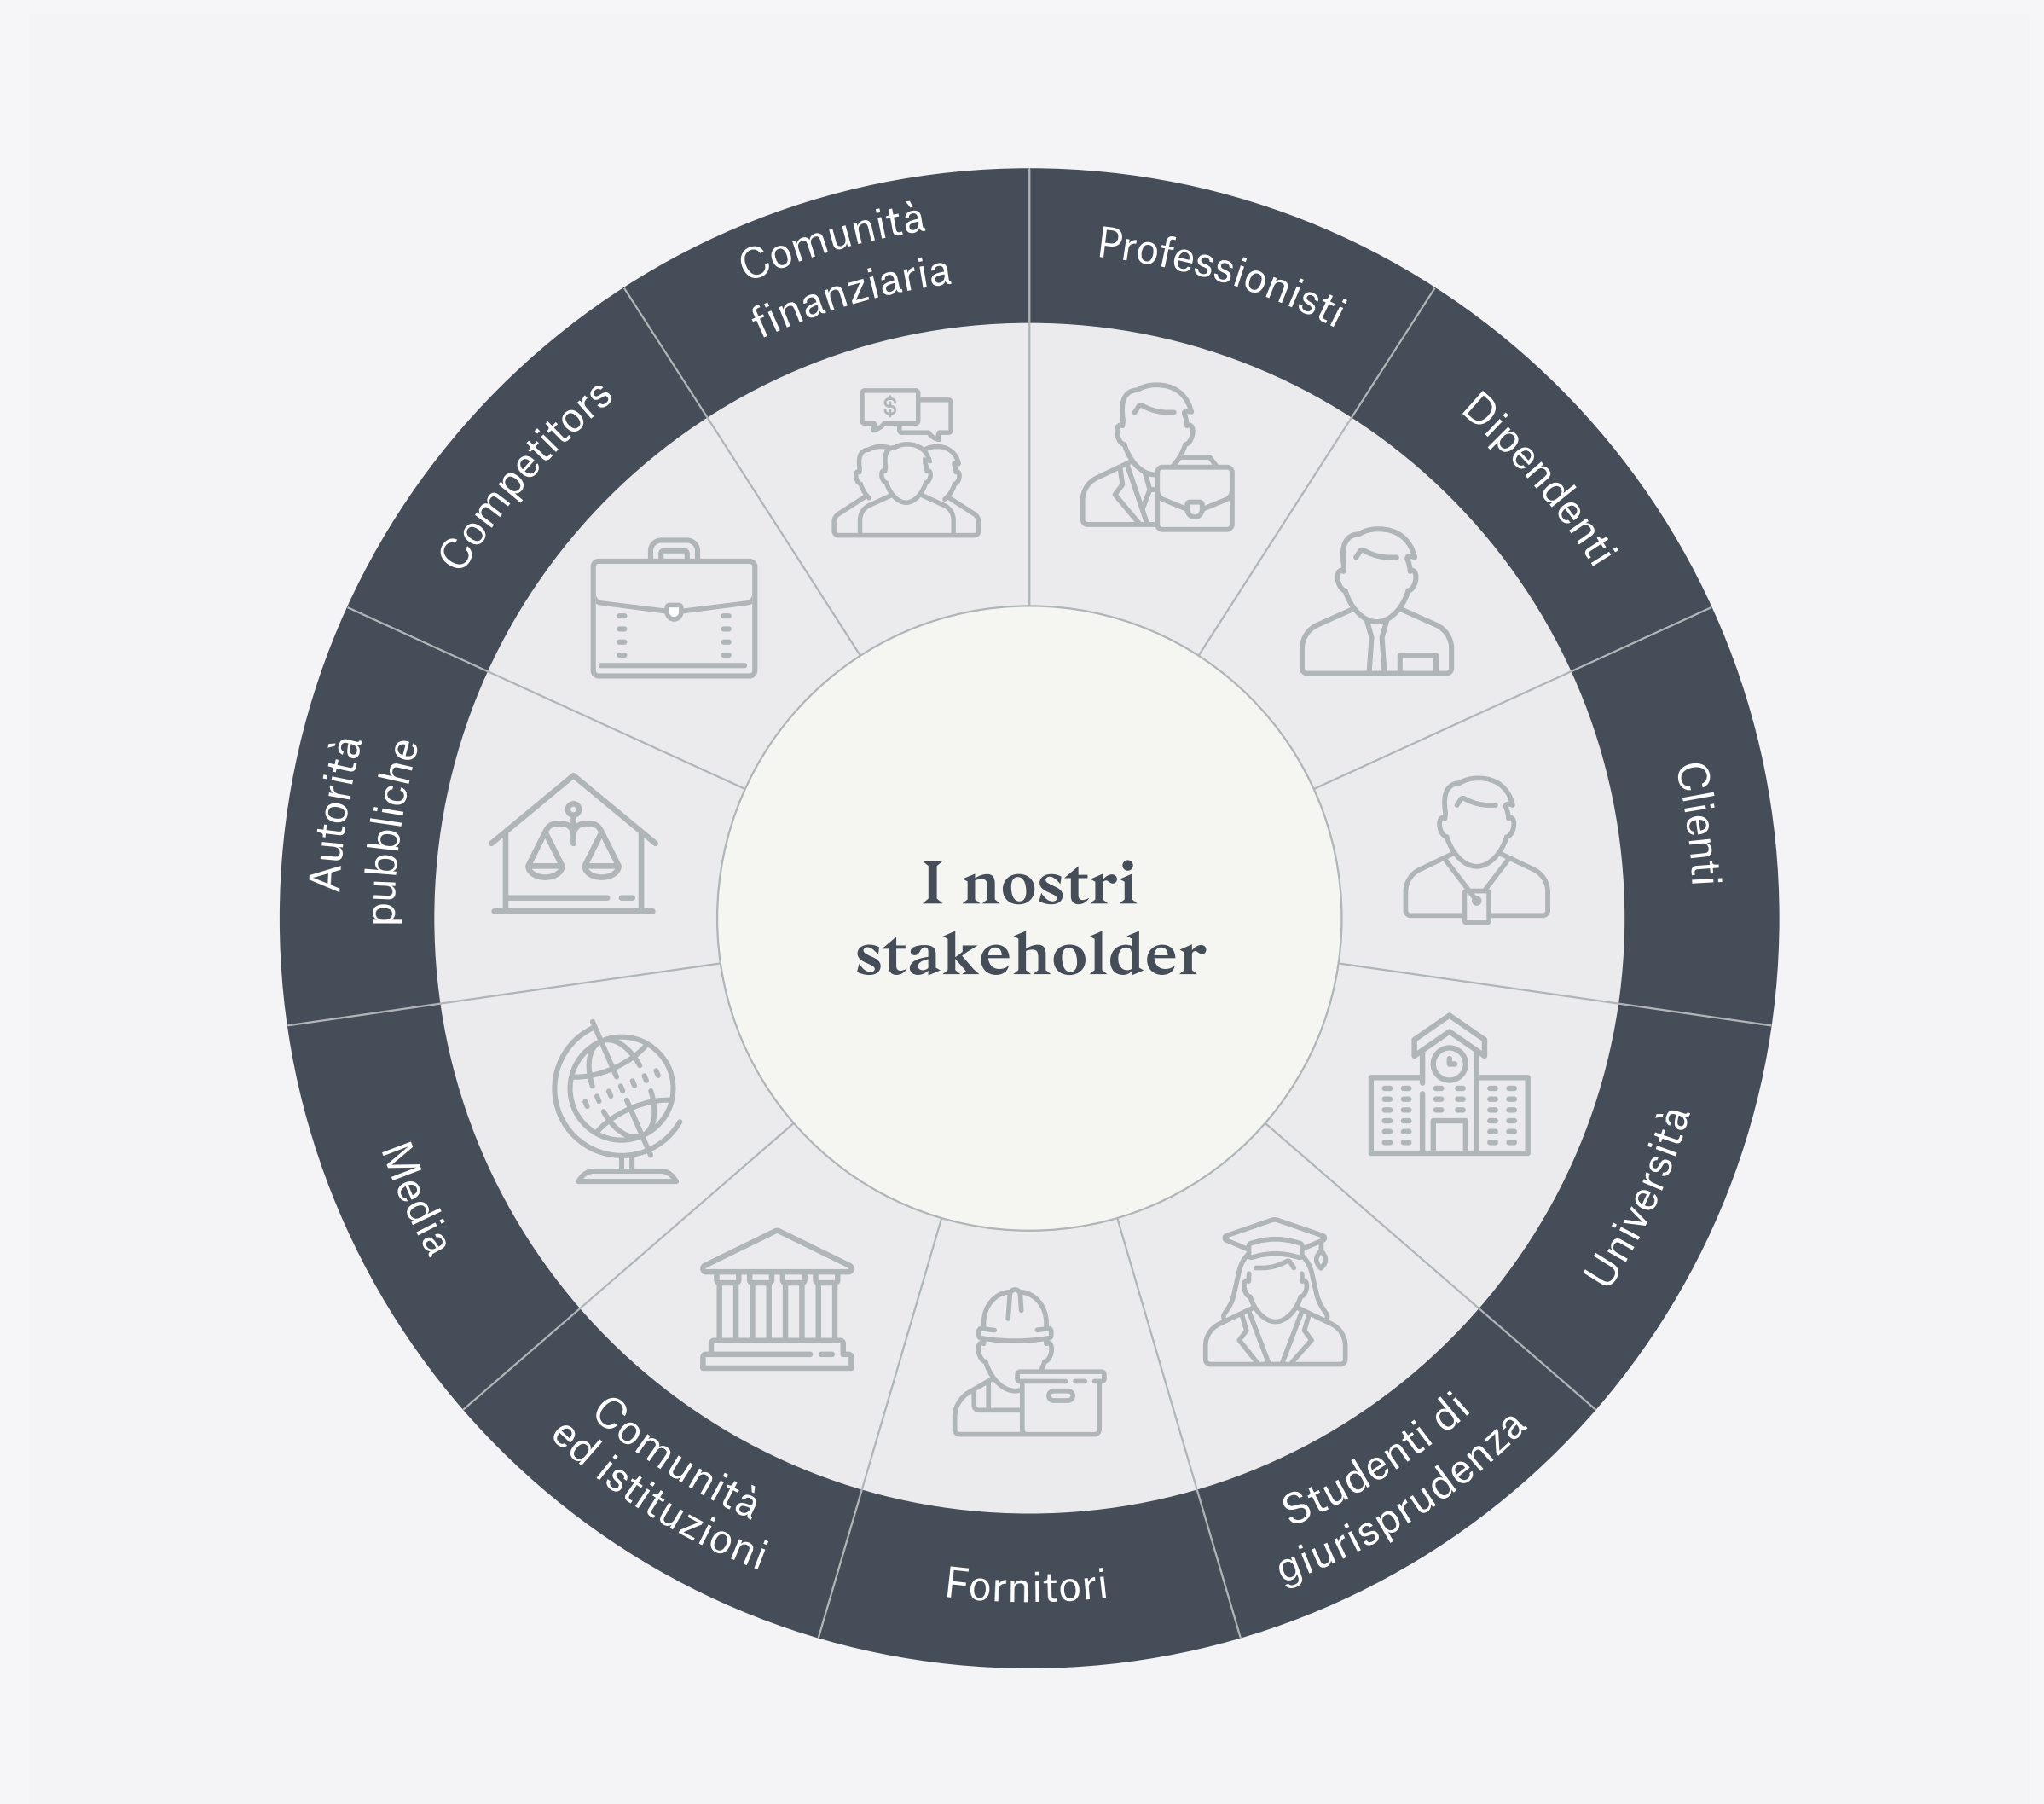 I nostri
stakeholder
Professionisti
Dipendenti
Clienti
Università
Studenti di
giurisprudenza
Fornitori
Comunità
ed Istituzioni
Media
Autorità
pubbliche
Competitors
Comunità
finanziaria
$